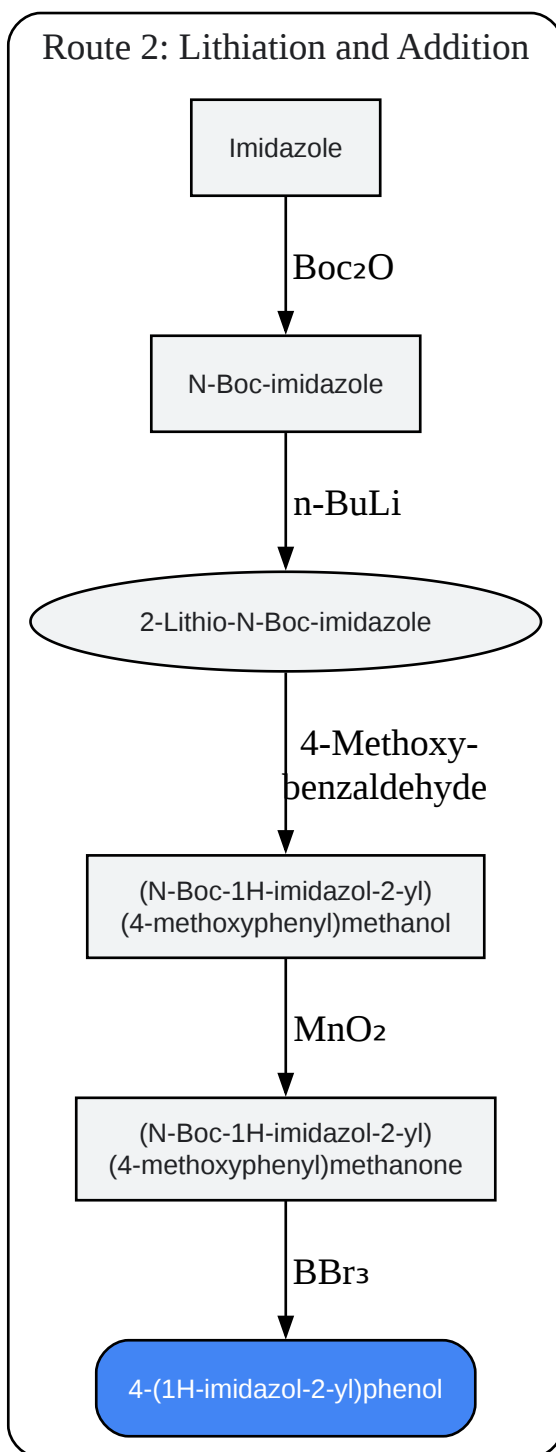 Route 2: Lithiation and Addition
Imidazole
Boc₂O
N-Boc-imidazole
n-BuLi
2-Lithio-N-Boc-imidazole
4-Methoxy-
benzaldehyde
(N-Boc-1H-imidazol-2-yl)
(4-methoxyphenyl)methanol
MnO₂
(N-Boc-1H-imidazol-2-yl)
(4-methoxyphenyl)methanone
BBr₃
4-(1H-imidazol-2-yl)phenol